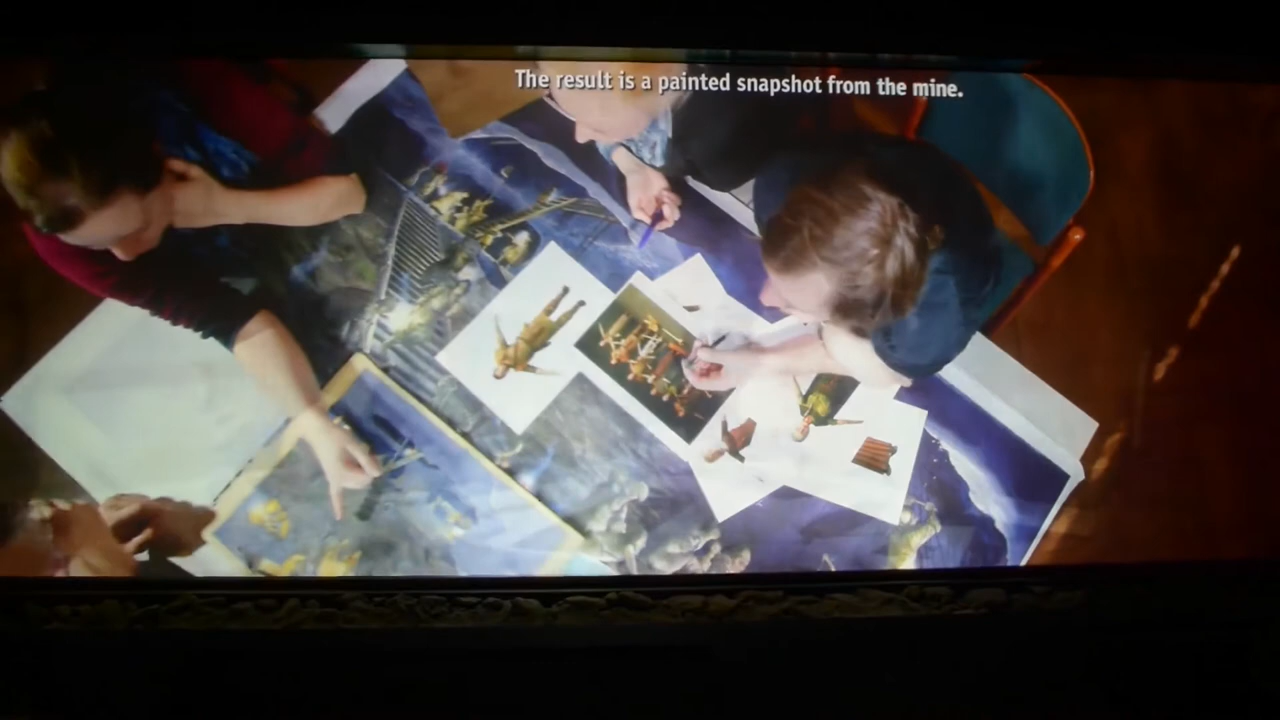 The result is a painted snapshot from the mine.